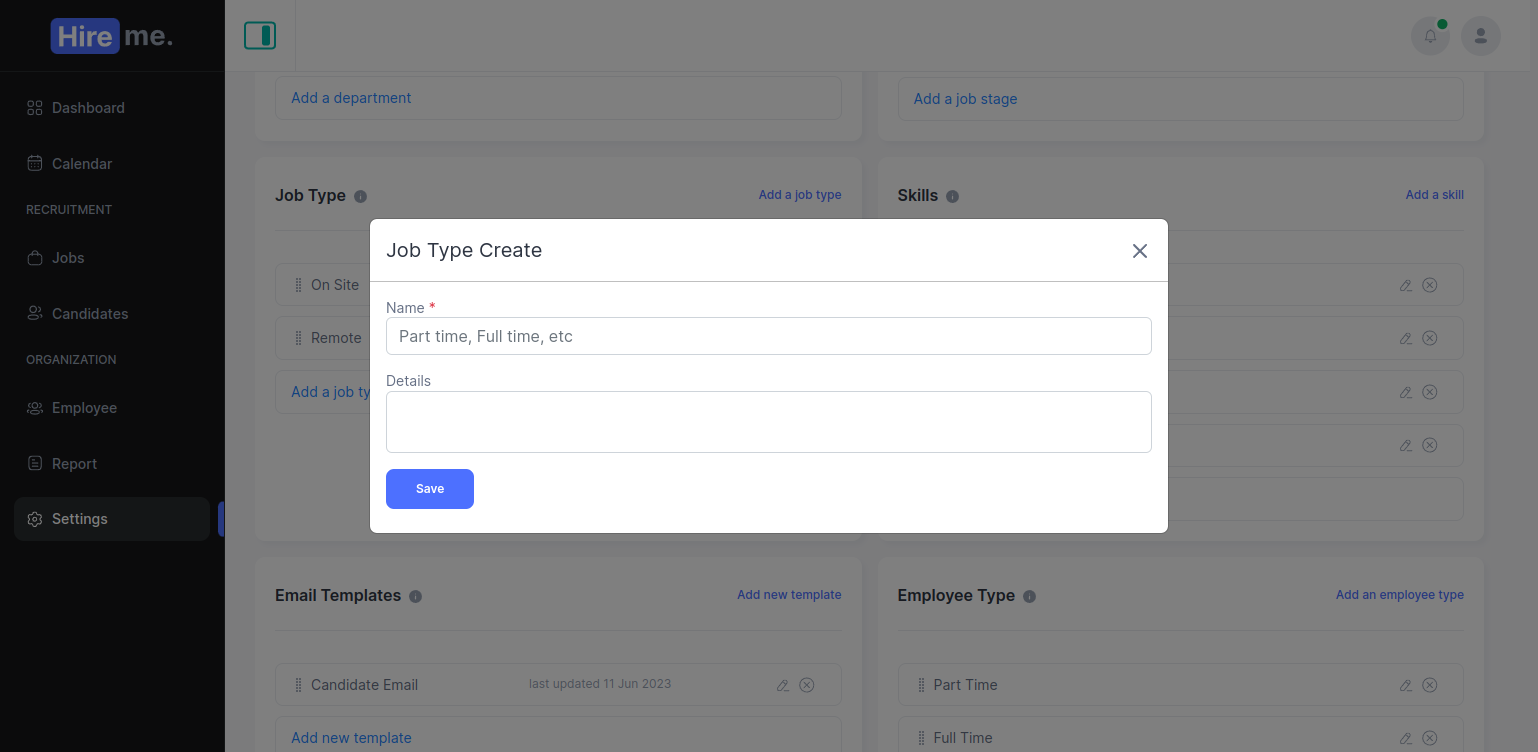 Hire me.
Dashboard
Calendar
RECRUITMENT
Jobs
Candidates
ORGANIZATION
Employee
Report
Settings
Add a department
Add a job stage
Job Type
Add a job type
Skills
Add a skill
On Site
Remote
Add a job ty
Job Type Create
Name *
Part time, Full time, etc
Details
Save
Email Templates
Add new template
Candidate Email
last updated 11 Jun 2023
Add new template
Employee Type
Add an employee type
Part Time
Full Time